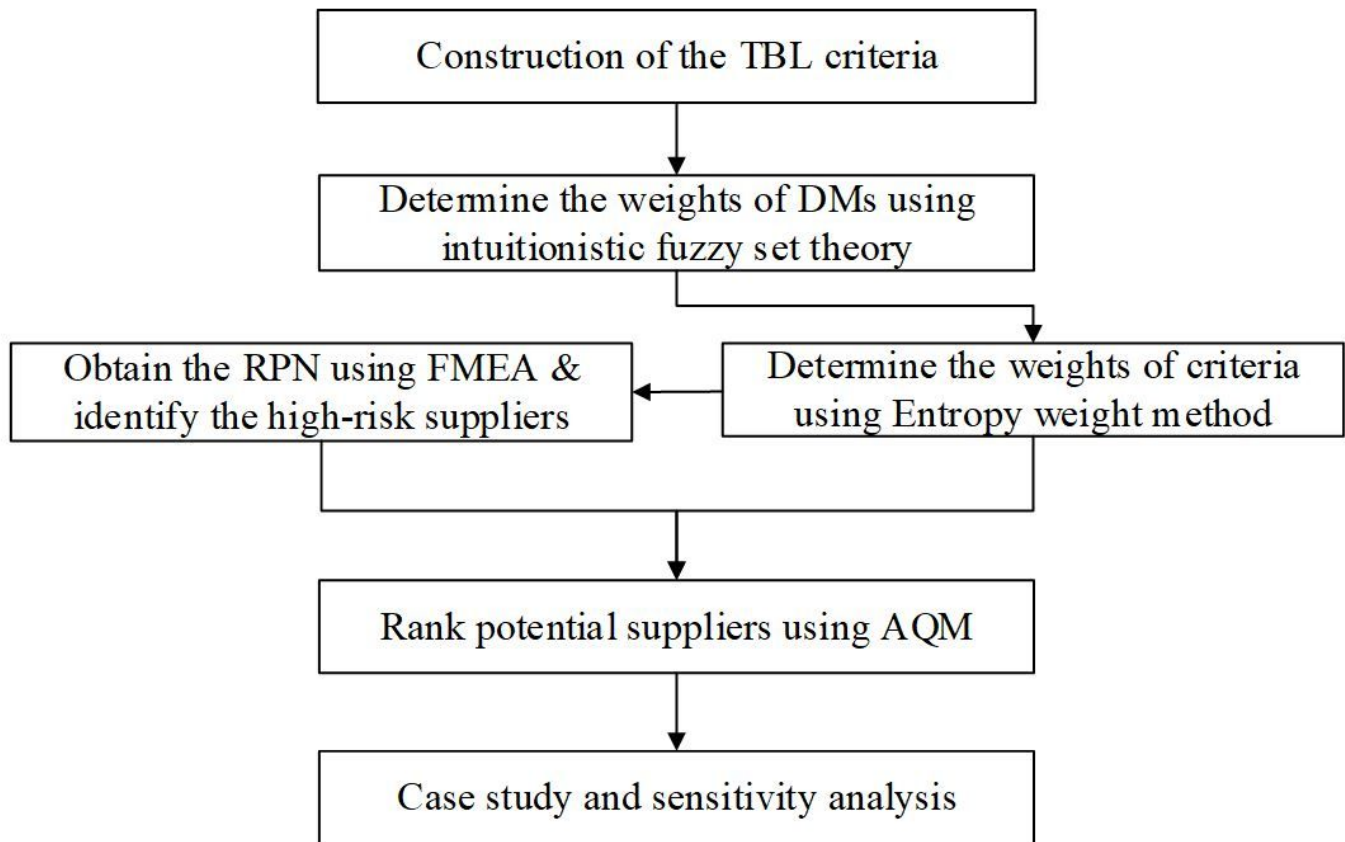 Construction of the TBL criteria
Determine the weights of DMs using
intuitionistic fuzzy set theory
Obtain the RPN using FMEA &
identify the high-risk suppliers
Determine the weights of criteria
using Entropy weight method
Rank potential suppliers using AQM
Case study and sensitivity analysis